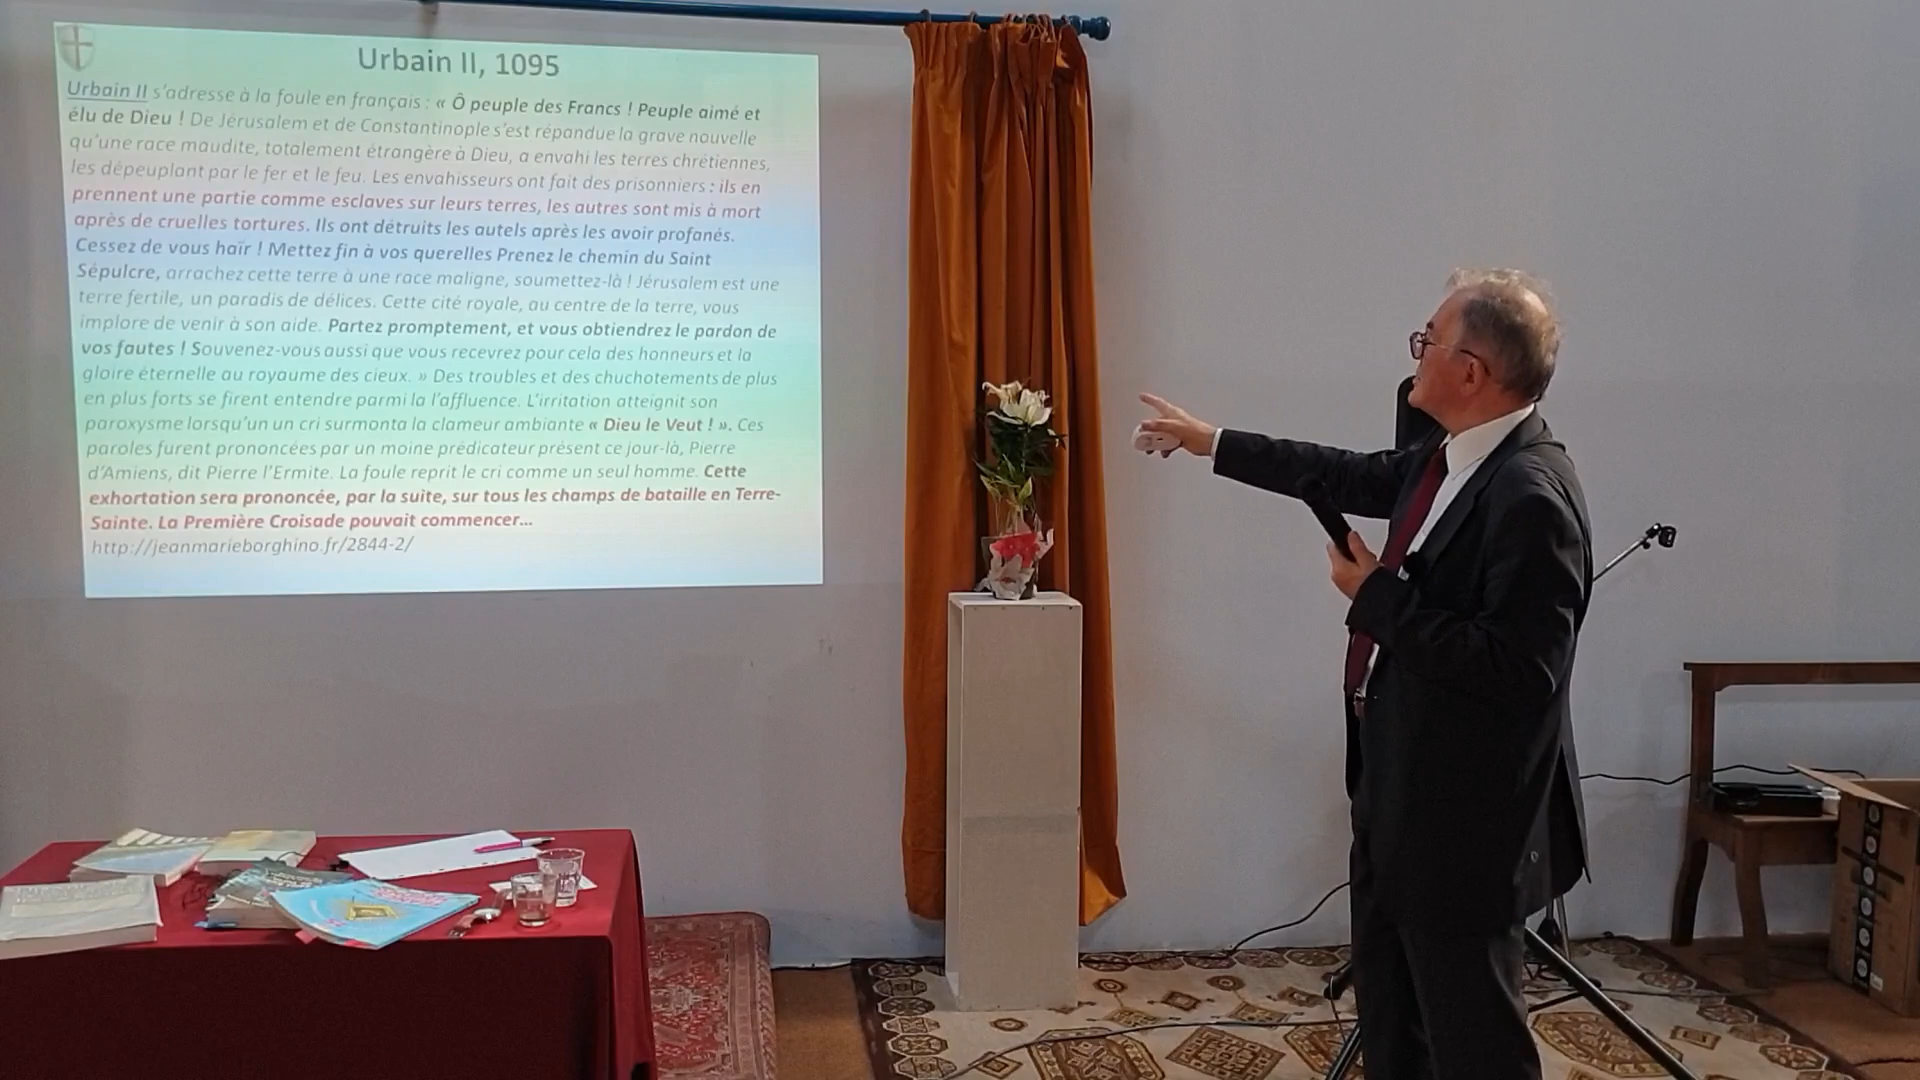 Urbain II, 1095
Urbain II s'adresse à la foule en français : « Ô peuple des Francs ! Peuple aimé et
élu de Dieu ! De Jérusalem et de Constantinople s'est répandue la grave nouvelle
qu'une race maudite, totalement étrangère à Dieu, a envahi les terres chrétiennes,
les dépeuplant par le fer et le feu. Les envahisseurs ont fait des prisonniers : ils en
prennent une partie comme esclaves sur leurs terres, les autres sont mis à mort
après de cruelles tortures. Ils ont détruits les autels après les avoir profanés.
Cessez de vous haïr ! Mettez fin à vos querelles Prenez le chemin du Saint
Sépulcre, arrachez cette terre à une race maligne, soumettez-là ! Jérusalem est une
terre fertile, un paradis de délices. Cette cité royale, au centre de la terre, vous
implore de venir à son aide. Partez promptement, et vous obtiendrez le pardon de
vos fautes ! Souvenez-vous aussi que vous recevrez pour cela des honneurs et la
gloire éternelle au royaume des cieux. » Des troubles et des chuchotements de plus
en plus forts se firent entendre parmi la l'affluence. L'irritation atteignit son
paroxysme lorsqu'un un cri surmonta la clameur ambiante « Dieu le Veut ! ». Ces
paroles furent prononcées par un moine prédicateur présent ce jour-là, Pierre
d'Amiens, dit Pierre l'Ermite. La foule reprit le cri comme un seul homme. Cette
exhortation sera prononcée, par la suite, sur tous les champs de bataille en Terre-
Sainte. La Première Croisade pouvait commencer...
http://jeanmarieborghino.fr/2844-2/